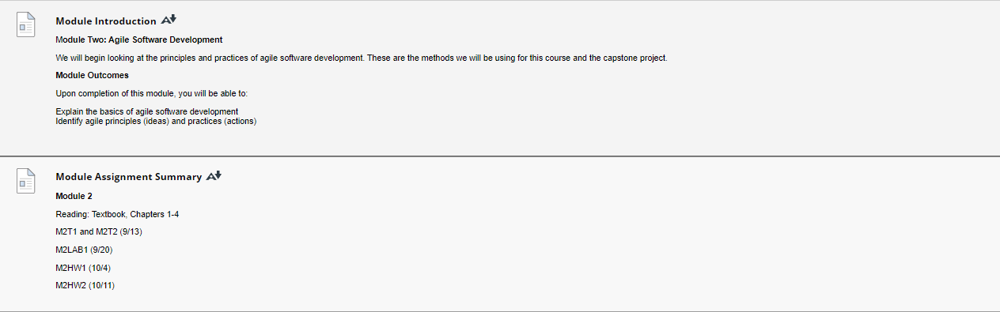 Module Introduction
Module Two: Agile Software Development
We will begin looking at the principles and practices of agile software development. These are the methods we will be using for this course and the capstone project.
Module Outcomes
Upon completion of this module, you will be able to:
Explain the basics of agile software development
Identify agile principles (ideas) and practices (actions)
Module Assignment Summary
Module 2
Reading: Textbook, Chapters 1-4
M2T1 and M2T2 (9/13)
M2LAB1 (9/20)
M2HW1 (10/4)
M2HW2 (10/11)